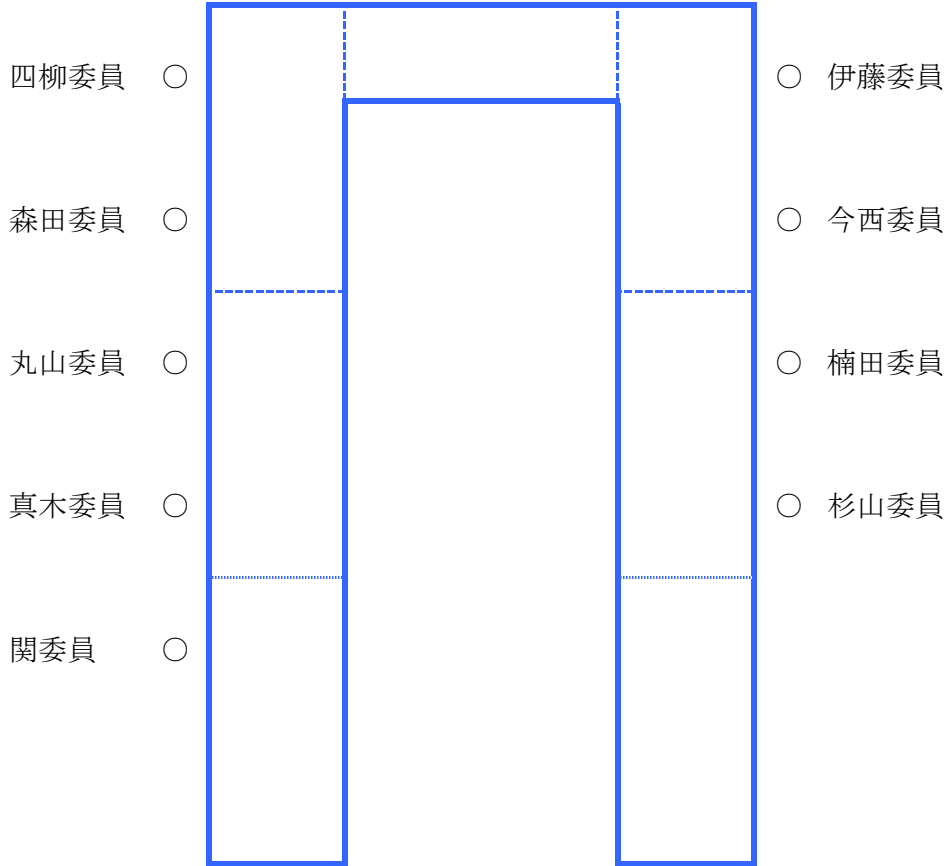 四柳委員 ○ ○ 伊藤委員
森田委員 ○ ○ 今西委員
丸山委員 ○ ○ 楠田委員
真木委員 ○ ○ 杉山委員
関委員 ○